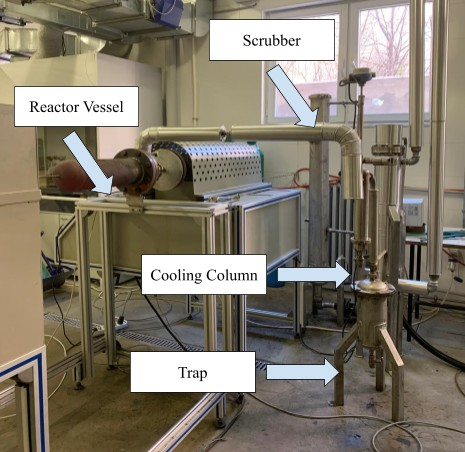 Scrubber
Reactor Vessel
Cooling Column
Trap